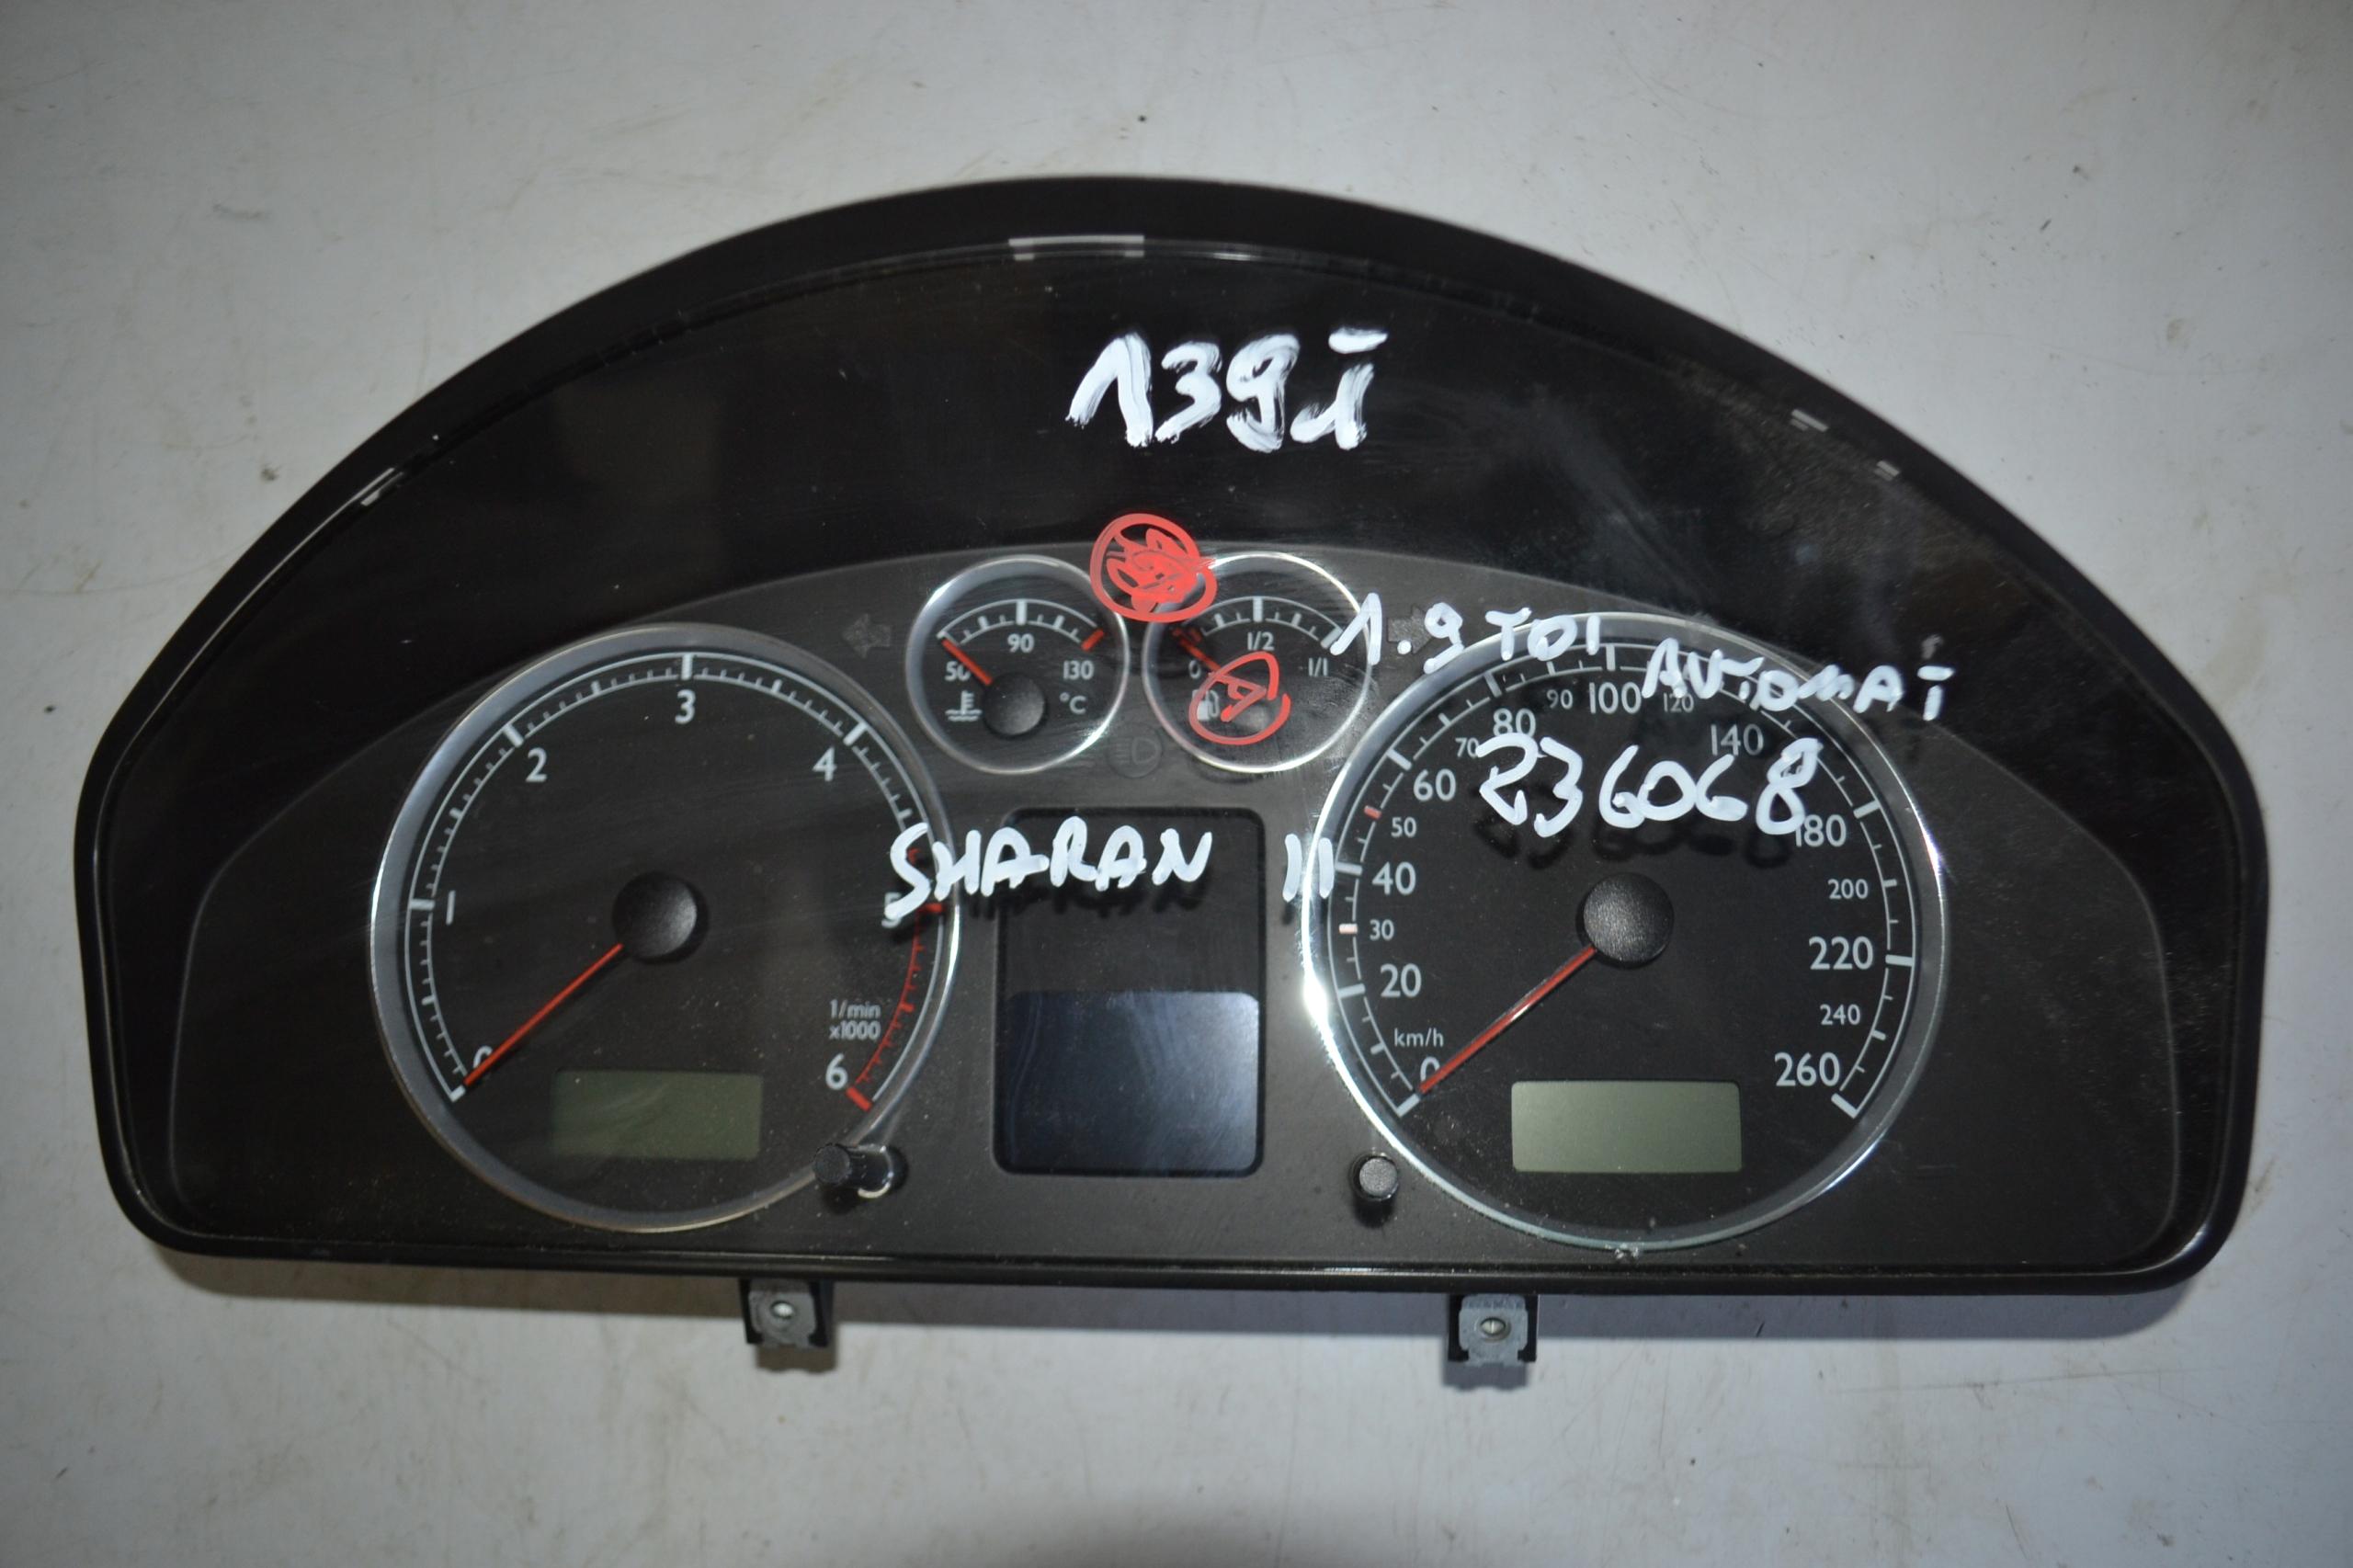 139i
50 90 130
°C
0 1/2 1/1
1.9 TDI AUTOMAT
236068
SHARAN II
1 2 3 4 5 6
1/min
x1000
0 20 30 40 50 60 70 80 90 100 120 140 180 200 220 240 260
km/h